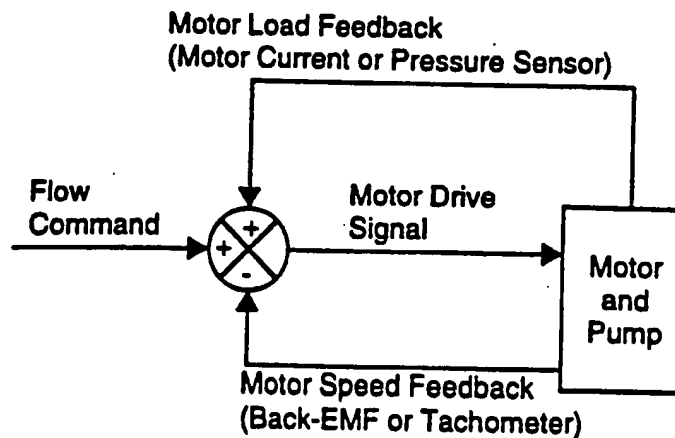 Motor Load Feedback
(Motor Current or Pressure Sensor)
Flow
Command
Motor Drive
Signal
+
+
-
Motor
and
Pump
Motor Speed Feedback
(Back-EMF or Tachometer)